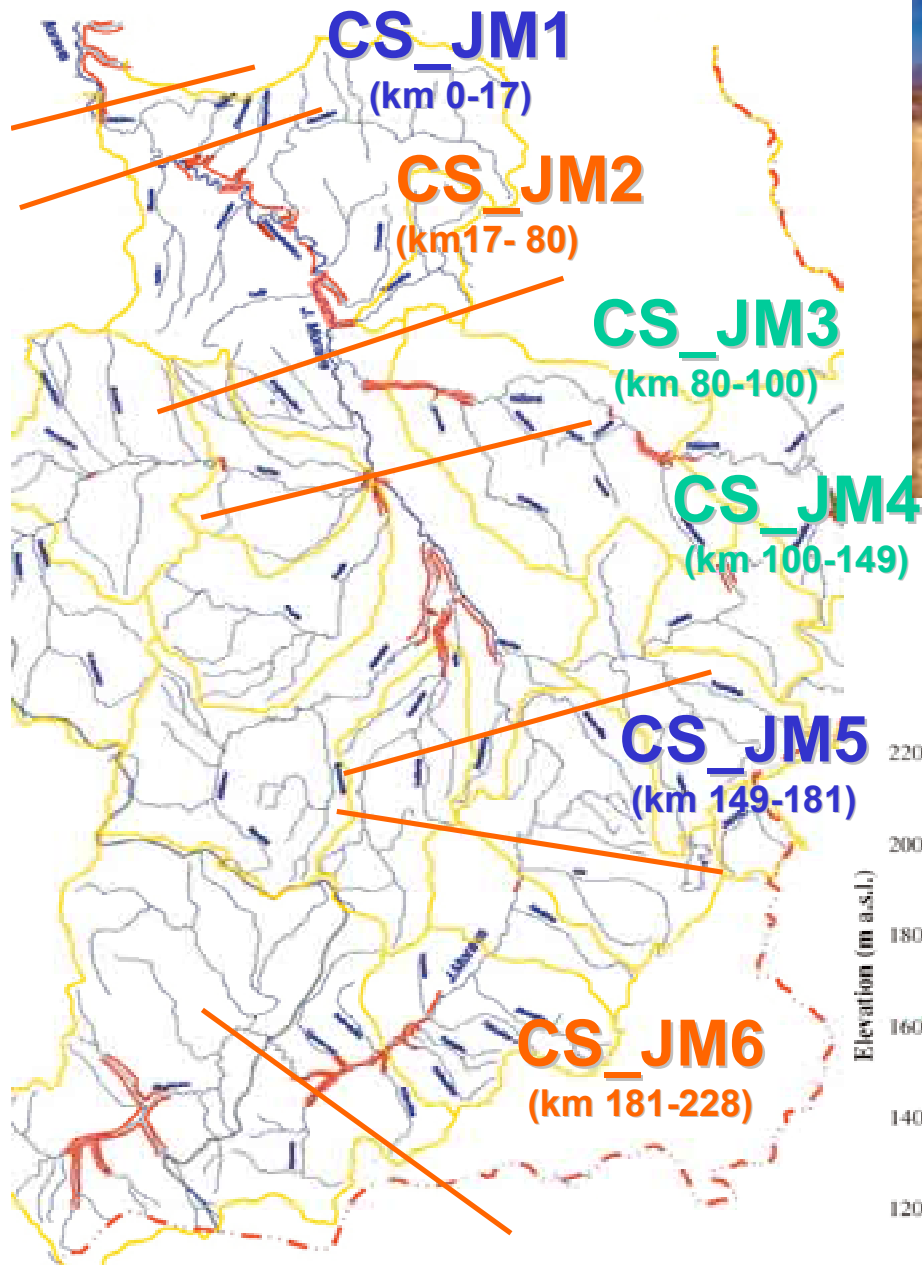 CS_JM1
(km 0-17)
CS_JM2
(km17- 80)
CS_JM3
(km 80-100)
CS_JM4
(km 100-149)
CS_JM5
(km 149-181)
CS_JM6
(km 181-228)
220
200
180
160
140
120
Elevation (m a.s.l.)